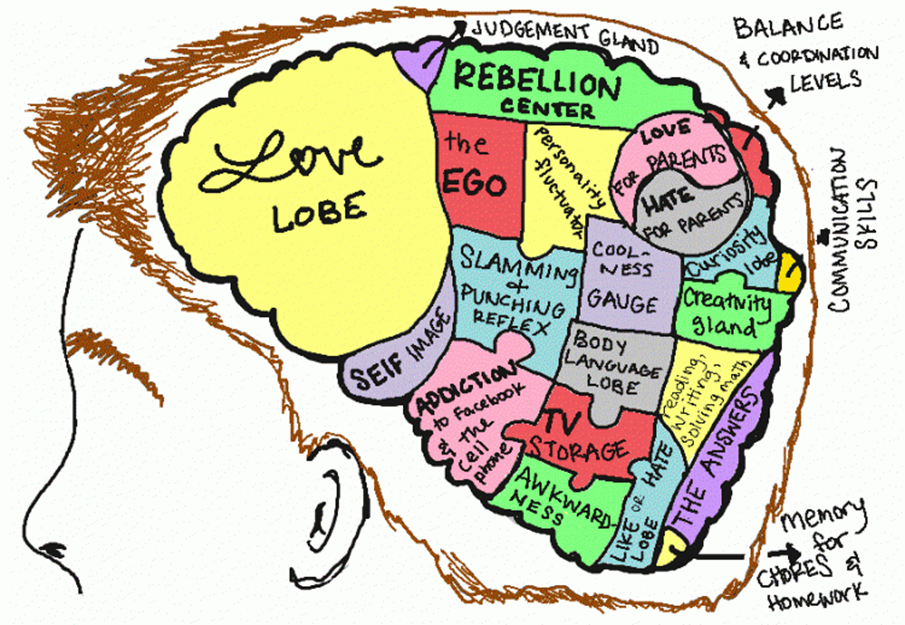 JUDGEMENT GLAND
BALANCE
& COORDINATION
LEVELS
REBELLION
CENTER
Love
LOBE
the
EGO
Personality
fluctuator
LOVE
FOR PARENTS
HATE
FOR PARENTS
COMMUNICATION
SKILLS
Curiosity
lobe
SLAMMING
&
PUNCHING
REFLEX
COOL-
NESS
GAUGE
Creativity
gland
SElF IMAGE
BODY
LANGUAGE
LOBE
reading,
writing,
solving math
ADDICTION
to Facebook
& the
Cell
phone
TV
STORAGE
THE ANSWERS
AWKWARD-
NESS
LIKE OR HATE
LOBE
Memory
for
CHORES &
Homework